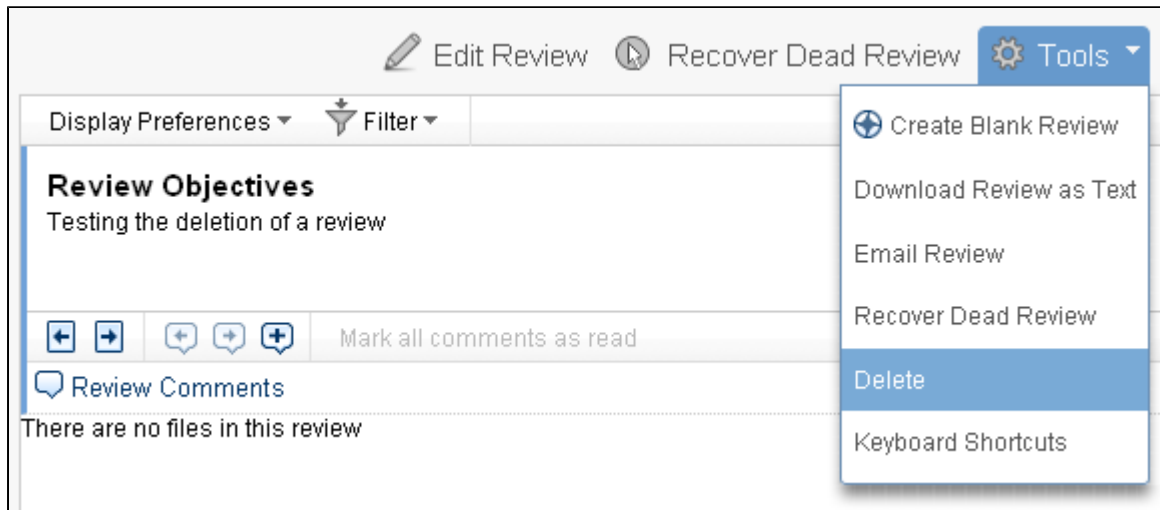 Edit Review Recover Dead Review Tools
Display Preferences Filter
Create Blank Review
Review Objectives
Testing the deletion of a review
Download Review as Text
Email Review
Recover Dead Review
Mark all comments as read
Delete
Review Comments
There are no files in this review
Keyboard Shortcuts